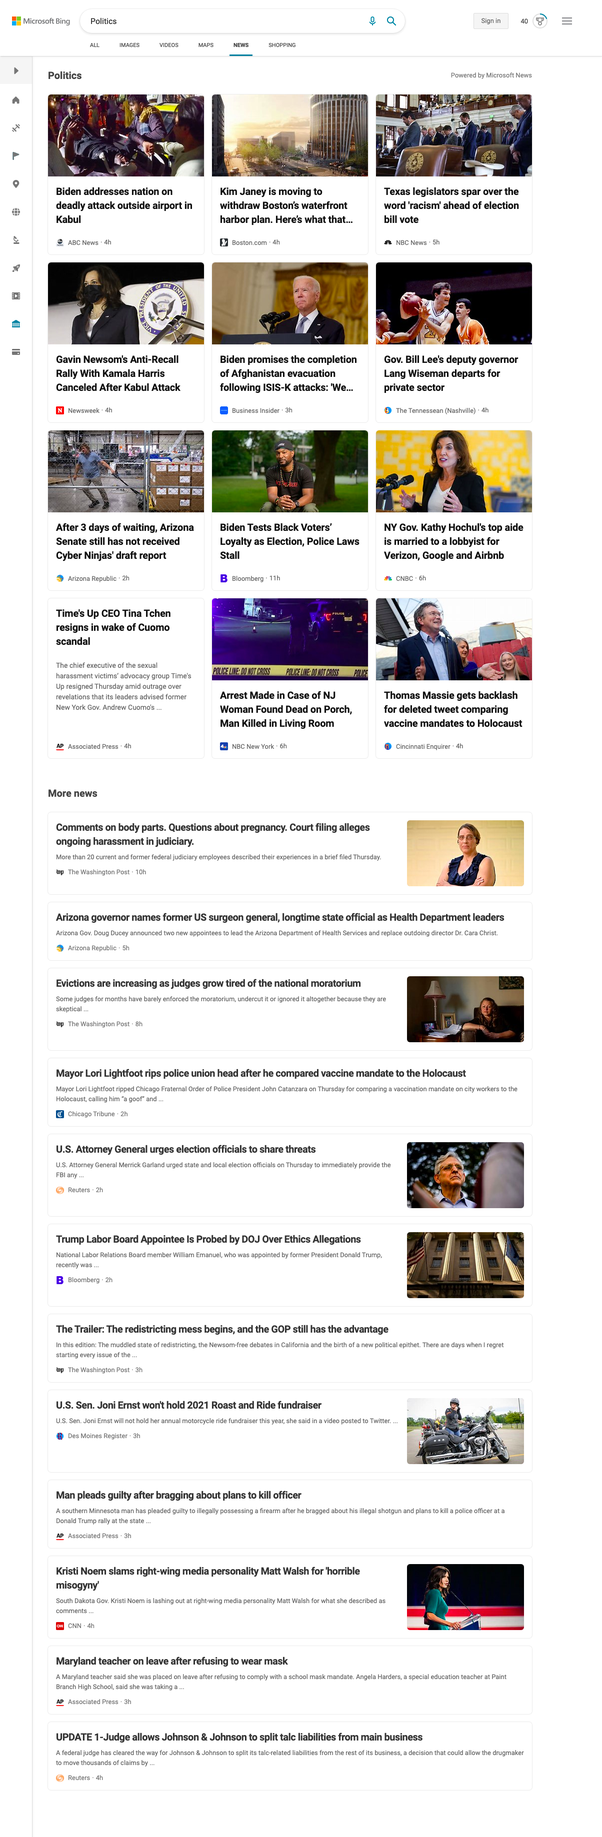 Microsoft Bing
Politics
Sign in
40
ALL
IMAGES
VIDEOS
MAPS
NEWS
SHOPPING
Politics
Powered by Microsoft News
Biden addresses nation on
deadly attack outside airport in
Kabul
ABC News · 4h
Kim Janey is moving to
withdraw Boston's waterfront
harbor plan. Here's what that...
Boston.com · 4h
Texas legislators spar over the
word 'racism' ahead of election
bill vote
NBC News · 5h
Gavin Newsom's Anti-Recall
Rally With Kamala Harris
Canceled After Kabul Attack
Newsweek · 4h
Biden promises the completion
of Afghanistan evacuation
following ISIS-K attacks: 'We...
Business Insider · 3h
Gov. Bill Lee's deputy governor
Lang Wiseman departs for
private sector
The Tennessean (Nashville) · 4h
After 3 days of waiting, Arizona
Senate still has not received
Cyber Ninjas' draft report
Arizona Republic · 2h
Biden Tests Black Voters'
Loyalty as Election, Police Laws
Stall
Bloomberg · 11h
NY Gov. Kathy Hochul's top aide
is married to a lobbyist for
Verizon, Google and Airbnb
CNBC · 6h
Time's Up CEO Tina Tchen
resigns in wake of Cuomo
scandal
The chief executive of the sexual
harassment victims' advocacy group Time's
Up resigned Thursday amid outrage over
revelations that its leaders advised former
New York Gov. Andrew Cuomo's ...
AP Associated Press · 4h
POLICE LINE: DO NOT CROSS POLICE LINE: DO NOT CROSS
Arrest Made in Case of NJ
Woman Found Dead on Porch,
Man Killed in Living Room
NBC New York · 6h
Thomas Massie gets backlash
for deleted tweet comparing
vaccine mandates to Holocaust
Cincinnati Enquirer · 4h
More news
Comments on body parts. Questions about pregnancy. Court filing alleges
ongoing harassment in judiciary.
More than 20 current and former federal judiciary employees described their experiences in a brief filed Thursday.
The Washington Post · 10h
Arizona governor names former US surgeon general, longtime state official as Health Department leaders
Arizona Gov. Doug Ducey announced two new appointees to lead the Arizona Department of Health Services and replace outgoing director Dr. Cara Christ.
Arizona Republic · 5h
Evictions are increasing as judges grow tired of the national moratorium
Some judges for months have barely enforced the moratorium, undercut it or ignored it altogether because they are
skeptical ...
The Washington Post · 8h
Mayor Lori Lightfoot rips police union head after he compared vaccine mandate to the Holocaust
Mayor Lori Lightfoot ripped Chicago Fraternal Order of Police President John Catanzara on Thursday for comparing a vaccination mandate on city workers to the
Holocaust, calling him "a goof" and ...
Chicago Tribune · 2h
U.S. Attorney General urges election officials to share threats
U.S. Attorney General Merrick Garland urged state and local election officials on Thursday to immediately provide the
FBI any ...
Reuters · 2h
Trump Labor Board Appointee Is Probed by DOJ Over Ethics Allegations
National Labor Relations Board member William Emanuel, who was appointed by former President Donald Trump,
recently was ...
Bloomberg · 2h
The Trailer: The redistricting mess begins, and the GOP still has the advantage
In this edition: The muddled state of redistricting, the Newsom-free debates in California and the birth of a new political epithet. There are days when I regret
starting every issue of the ...
The Washington Post · 3h
U.S. Sen. Joni Ernst won't hold 2021 Roast and Ride fundraiser
U.S. Sen. Joni Ernst will not hold her annual motorcycle ride fundraiser this year, she said in a video posted to Twitter. ...
Des Moines Register · 3h
Man pleads guilty after bragging about plans to kill officer
A southern Minnesota man has pleaded guilty to illegally possessing a firearm after he bragged about his illegal shotgun and plans to kill a police officer at a
Donald Trump rally at the state ...
AP Associated Press · 3h
Kristi Noem slams right-wing media personality Matt Walsh for 'horrible
misogyny'
South Dakota Gov. Kristi Noem is lashing out at right-wing media personality Matt Walsh for what she described as
comments ...
CNN · 4h
Maryland teacher on leave after refusing to wear mask
A Maryland teacher said she was placed on leave after refusing to comply with a school mask mandate. Angela Harders, a special education teacher at Paint
Branch High School, said she was taking a ...
AP Associated Press · 3h
UPDATE 1-Judge allows Johnson & Johnson to split talc liabilities from main business
A federal judge has cleared the way for Johnson & Johnson to split its talc-related liabilities from the rest of its business, a decision that could allow the drugmaker
to move thousands of claims by ...
Reuters · 4h